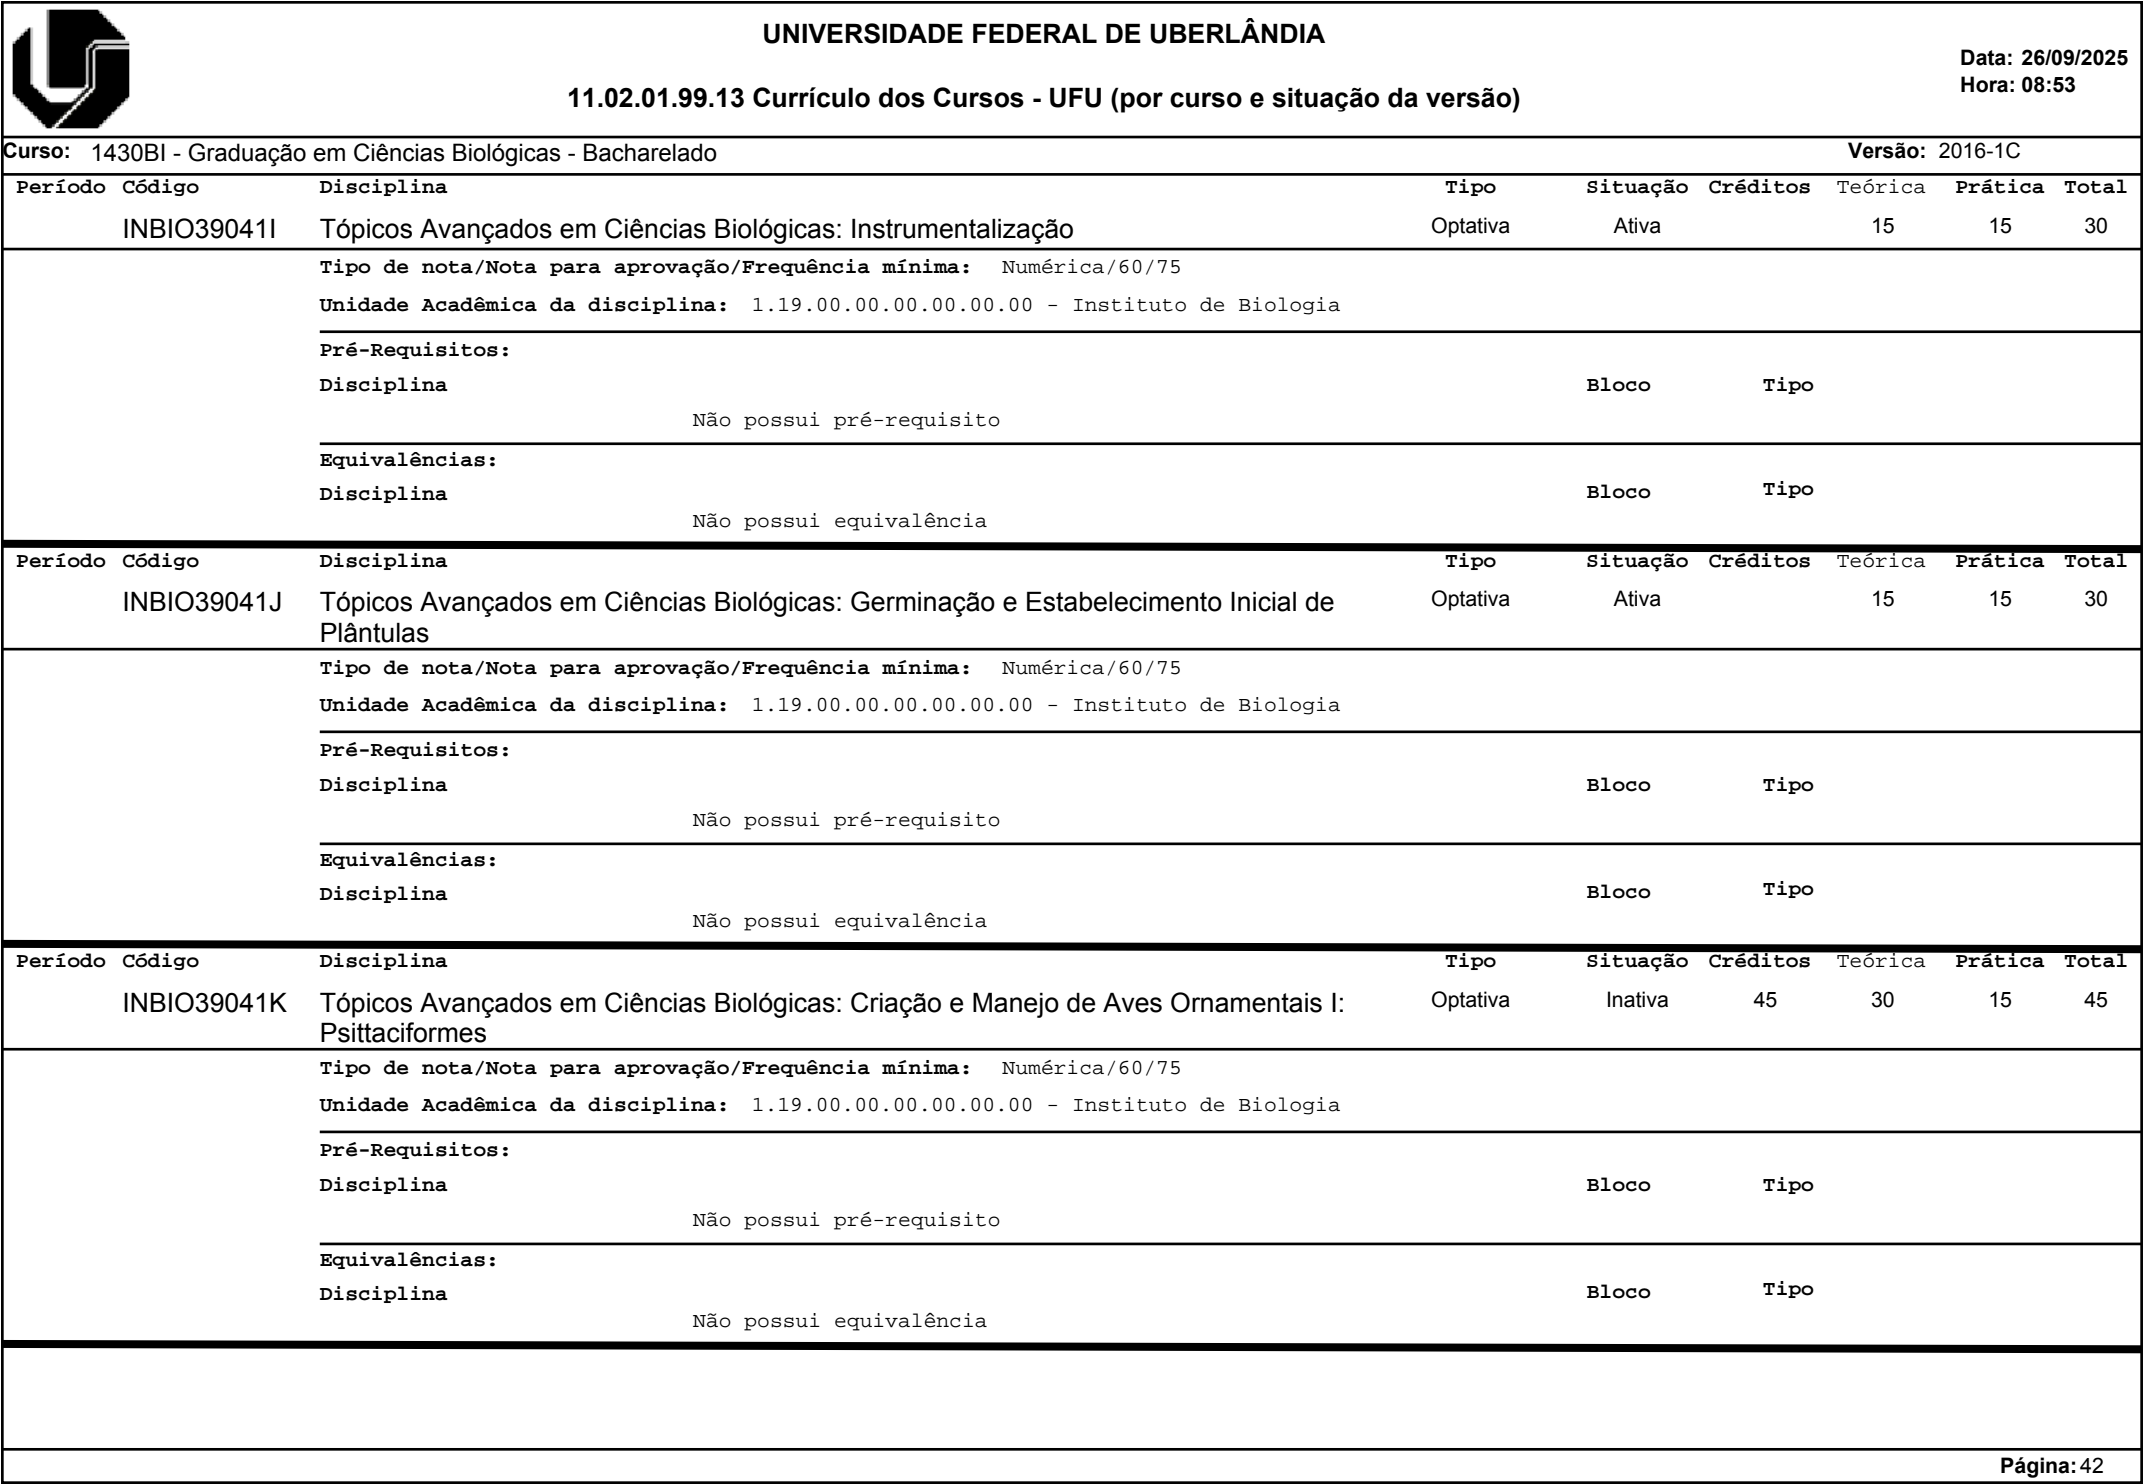 UNIVERSIDADE FEDERAL DE UBERLÂNDIA
Data: 26/09/2025
Hora: 08:53
11.02.01.99.13 Currículo dos Cursos - UFU (por curso e situação da versão)
Curso: 1430BI - Graduação em Ciências Biológicas - Bacharelado Versão: 2016-1C
Período Código Disciplina Tipo Situação Créditos Teórica Prática Total
INBIO39041I Tópicos Avançados em Ciências Biológicas: Instrumentalização Optativa Ativa 15 15 30
Tipo de nota/Nota para aprovação/Frequência mínima: Numérica/60/75
Unidade Acadêmica da disciplina: 1.19.00.00.00.00.00.00 - Instituto de Biologia
Pré-Requisitos:
Disciplina Bloco Tipo
Não possui pré-requisito
Equivalências:
Disciplina Bloco Tipo
Não possui equivalência
Período Código Disciplina Tipo Situação Créditos Teórica Prática Total
INBIO39041J Tópicos Avançados em Ciências Biológicas: Germinação e Estabelecimento Inicial de Optativa Ativa 15 15 30
Plântulas
Tipo de nota/Nota para aprovação/Frequência mínima: Numérica/60/75
Unidade Acadêmica da disciplina: 1.19.00.00.00.00.00.00 - Instituto de Biologia
Pré-Requisitos:
Disciplina Bloco Tipo
Não possui pré-requisito
Equivalências:
Disciplina Bloco Tipo
Não possui equivalência
Período Código Disciplina Tipo Situação Créditos Teórica Prática Total
INBIO39041K Tópicos Avançados em Ciências Biológicas: Criação e Manejo de Aves Ornamentais I: Optativa Inativa 45 30 15 45
Psittaciformes
Tipo de nota/Nota para aprovação/Frequência mínima: Numérica/60/75
Unidade Acadêmica da disciplina: 1.19.00.00.00.00.00.00 - Instituto de Biologia
Pré-Requisitos:
Disciplina Bloco Tipo
Não possui pré-requisito
Equivalências:
Disciplina Bloco Tipo
Não possui equivalência
Página: 42